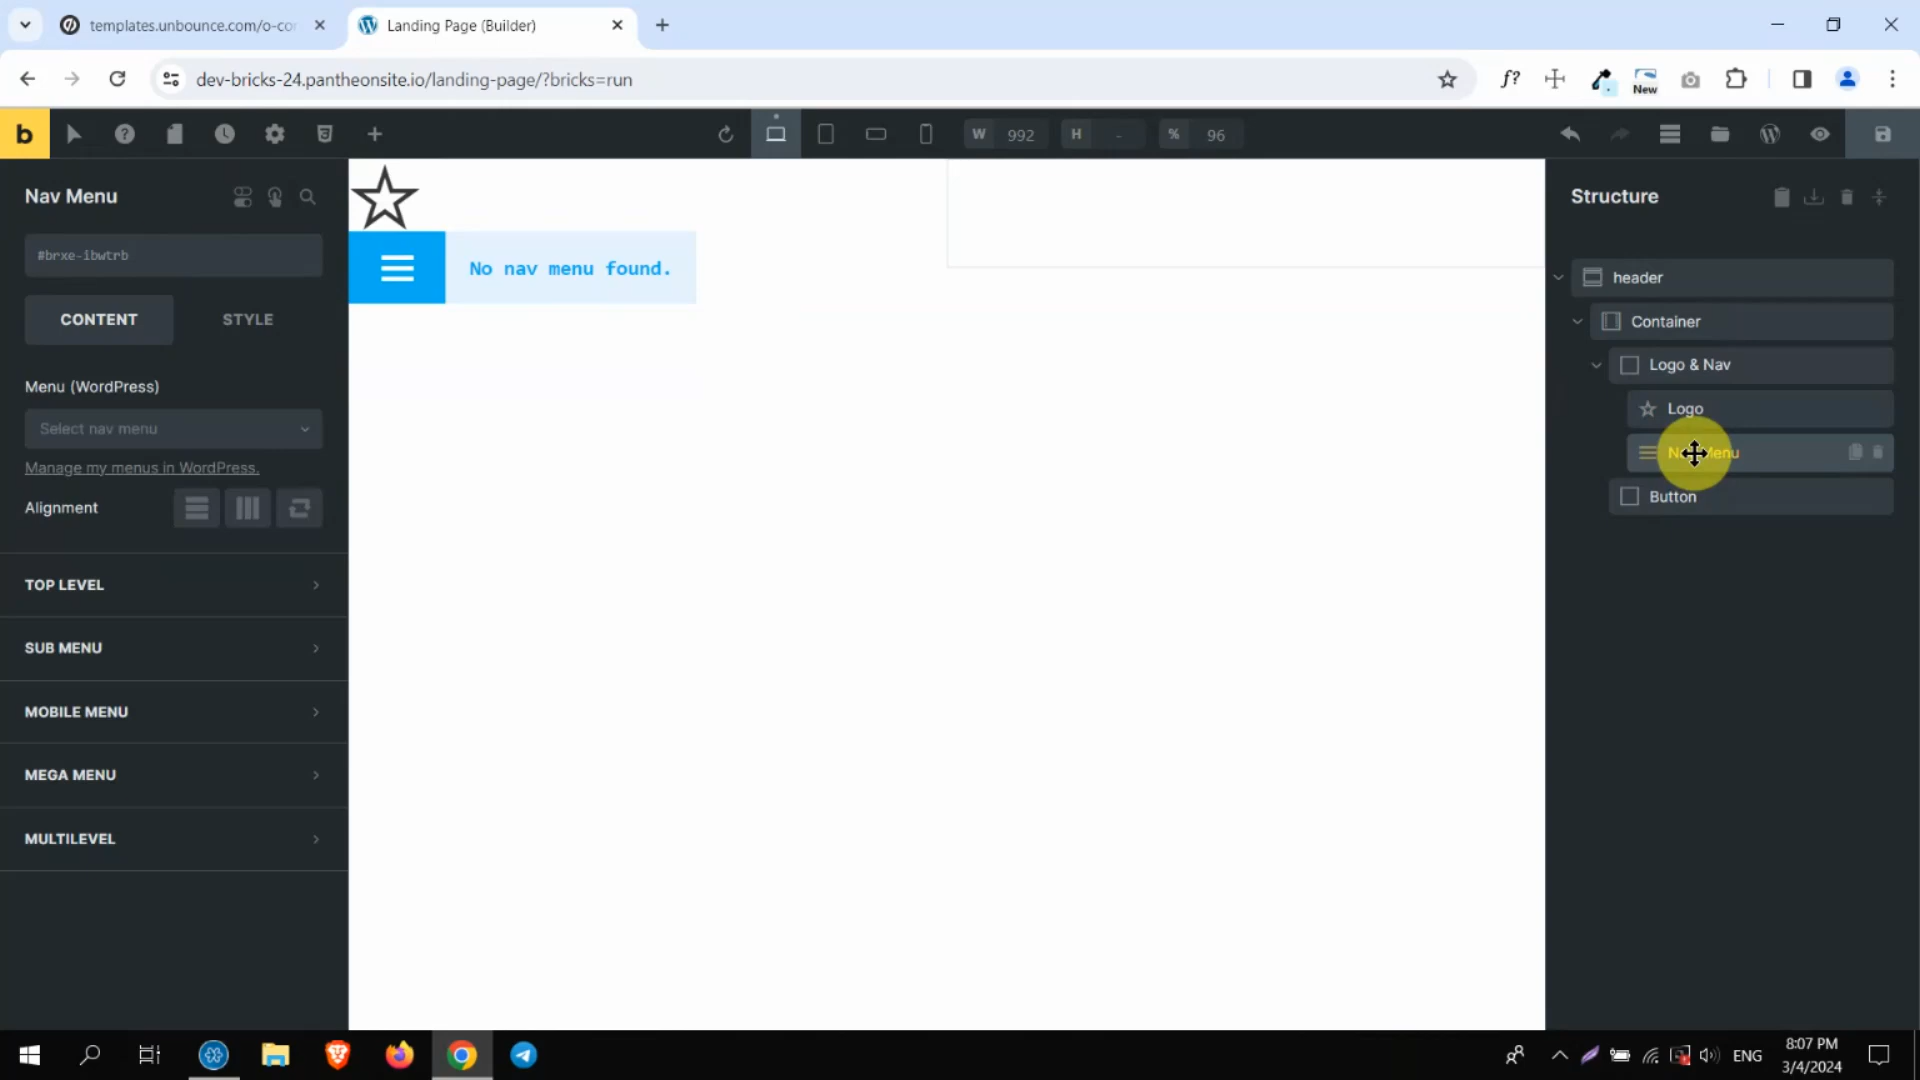 templates.unbounce.com/o-co
Landing Page (Builder)
dev-bricks-24.pantheonsite.io/landing-page/?bricks=run
f?
New
b
W 992 H - % 96
Nav Menu
#brxe-ibwtrb
CONTENT STYLE
Menu (WordPress)
Select nav menu
Manage my menus in WordPress.
Alignment
TOP LEVEL
SUB MENU
MOBILE MENU
MEGA MENU
MULTILEVEL
No nav menu found.
Structure
header
Container
Logo & Nav
Logo
Menu
Button
ENG
8:07 PM
3/4/2024